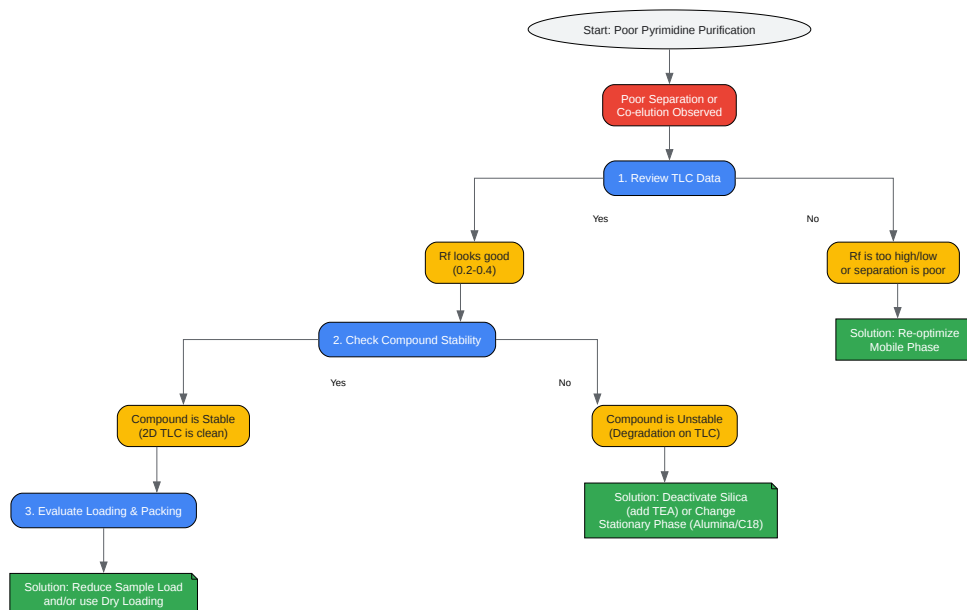 Start: Poor Pyrimidine Purification
Poor Separation or
Co-elution Observed
1. Review TLC Data
Yes
No
Rf looks good
(0.2-0.4)
Rf is too high/low
or separation is poor
Solution: Re-optimize
Mobile Phase
2. Check Compound Stability
Yes
No
Compound is Stable
(2D TLC is clean)
Compound is Unstable
(Degradation on TLC)
3. Evaluate Loading & Packing
Solution: Deactivate Silica
(add TEA) or Change
Stationary Phase (Alumina/C18)
Solution: Reduce Sample Load
and/or use Dry Loading